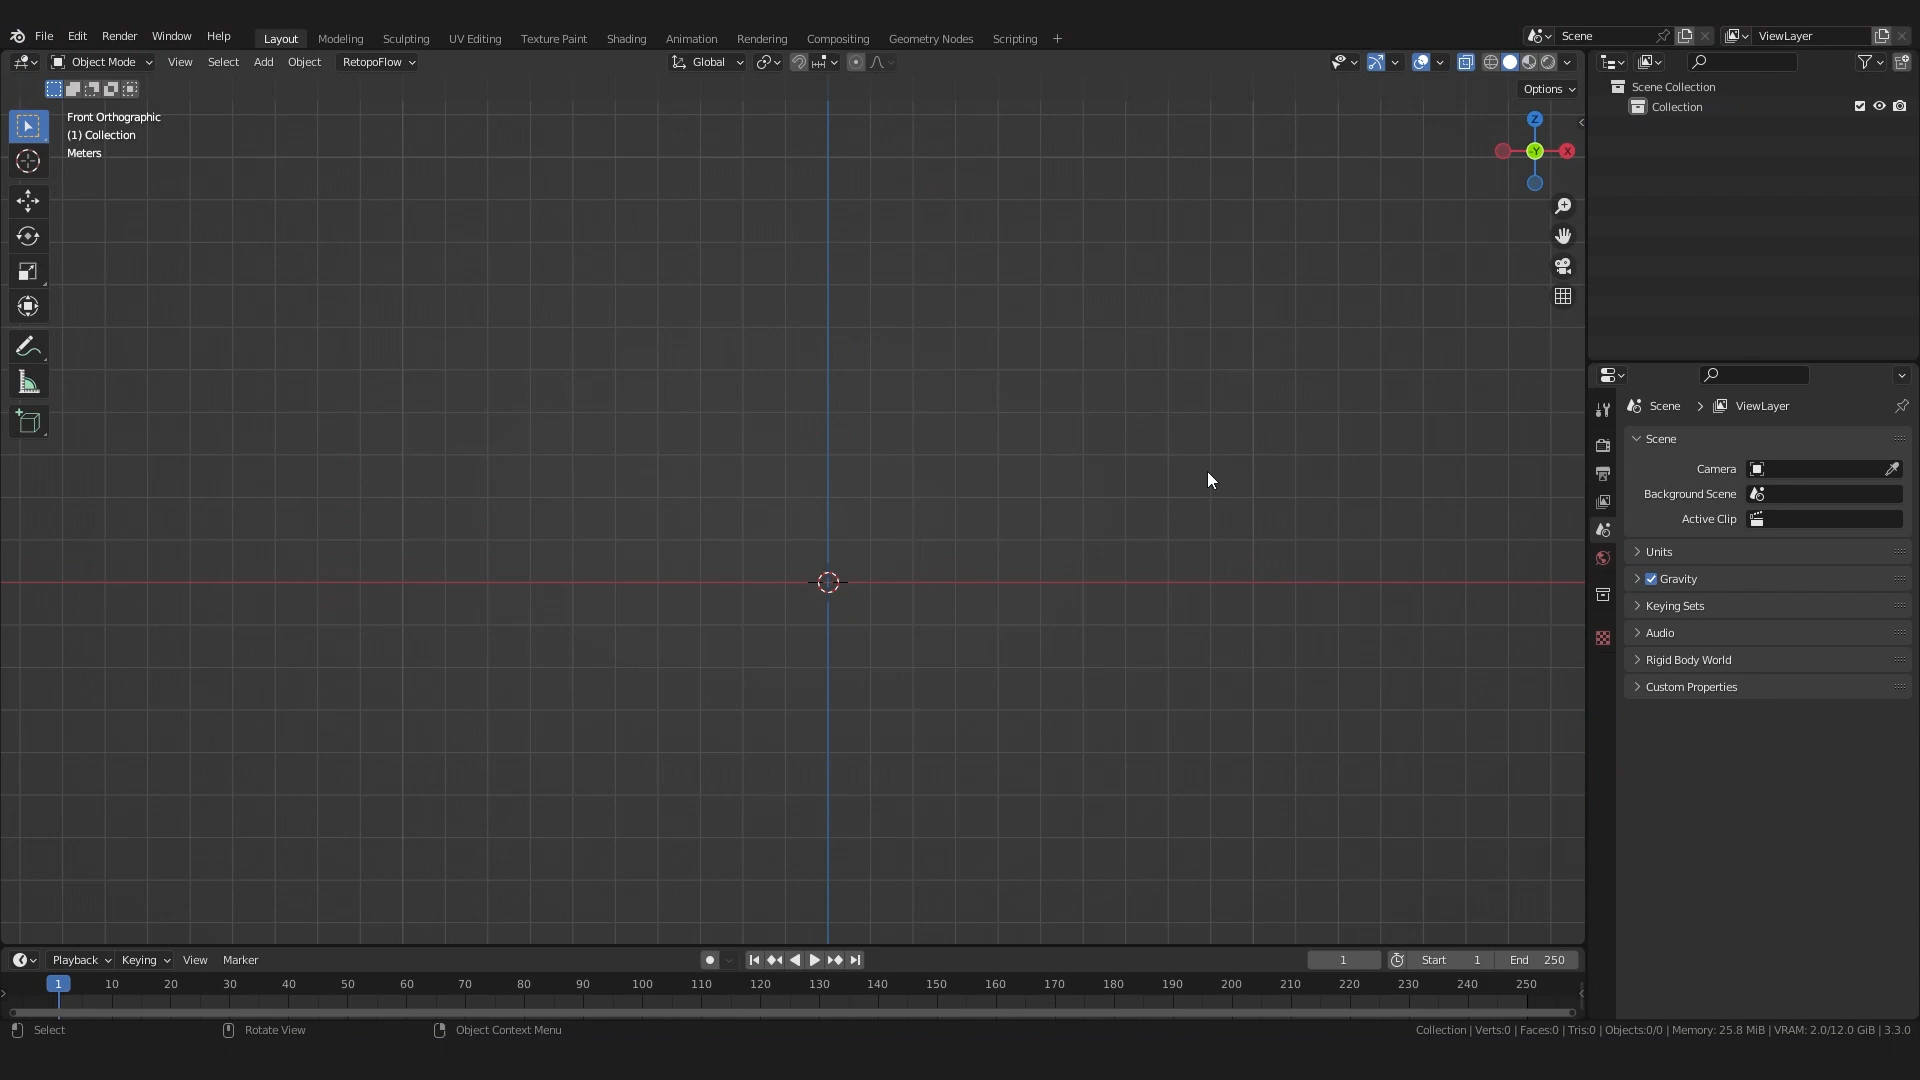 File Edit Render Window Help Layout Modeling Sculpting UV Editing Texture Paint Shading Animation Rendering Compositing Geometry Nodes Scripting + Scene ViewLayer
Object Mode View Select Add Object RetopoFlow Global
Options
Front Orthographic
(1) Collection
Meters
Z
Y
X
Scene Collection
Collection
Scene > ViewLayer
Scene
Camera
Background Scene
Active Clip
Units
Gravity
Keying Sets
Audio
Rigid Body World
Custom Properties
Playback Keying View Marker 1 Start 1 End 250
1 10 20 30 40 50 60 70 80 90 100 110 120 130 140 150 160 170 180 190 200 210 220 230 240 250
Select Rotate View Object Context Menu Collection | Verts:0 | Faces:0 | Tris:0 | Objects:0/0 | Memory: 25.8 MiB | VRAM: 2.0/12.0 GiB | 3.3.0